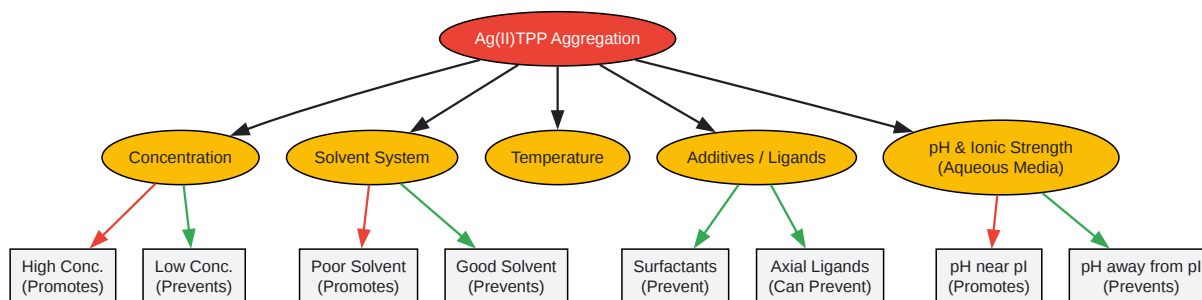 Ag(II)TPP Aggregation
Concentration
Solvent System
Temperature
Additives / Ligands
pH & Ionic Strength
(Aqueous Media)
High Conc.
(Promotes)
Low Conc.
(Prevents)
Poor Solvent
(Promotes)
Good Solvent
(Prevents)
Surfactants
(Prevent)
Axial Ligands
(Can Prevent)
pH near pI
(Promotes)
pH away from pI
(Prevents)